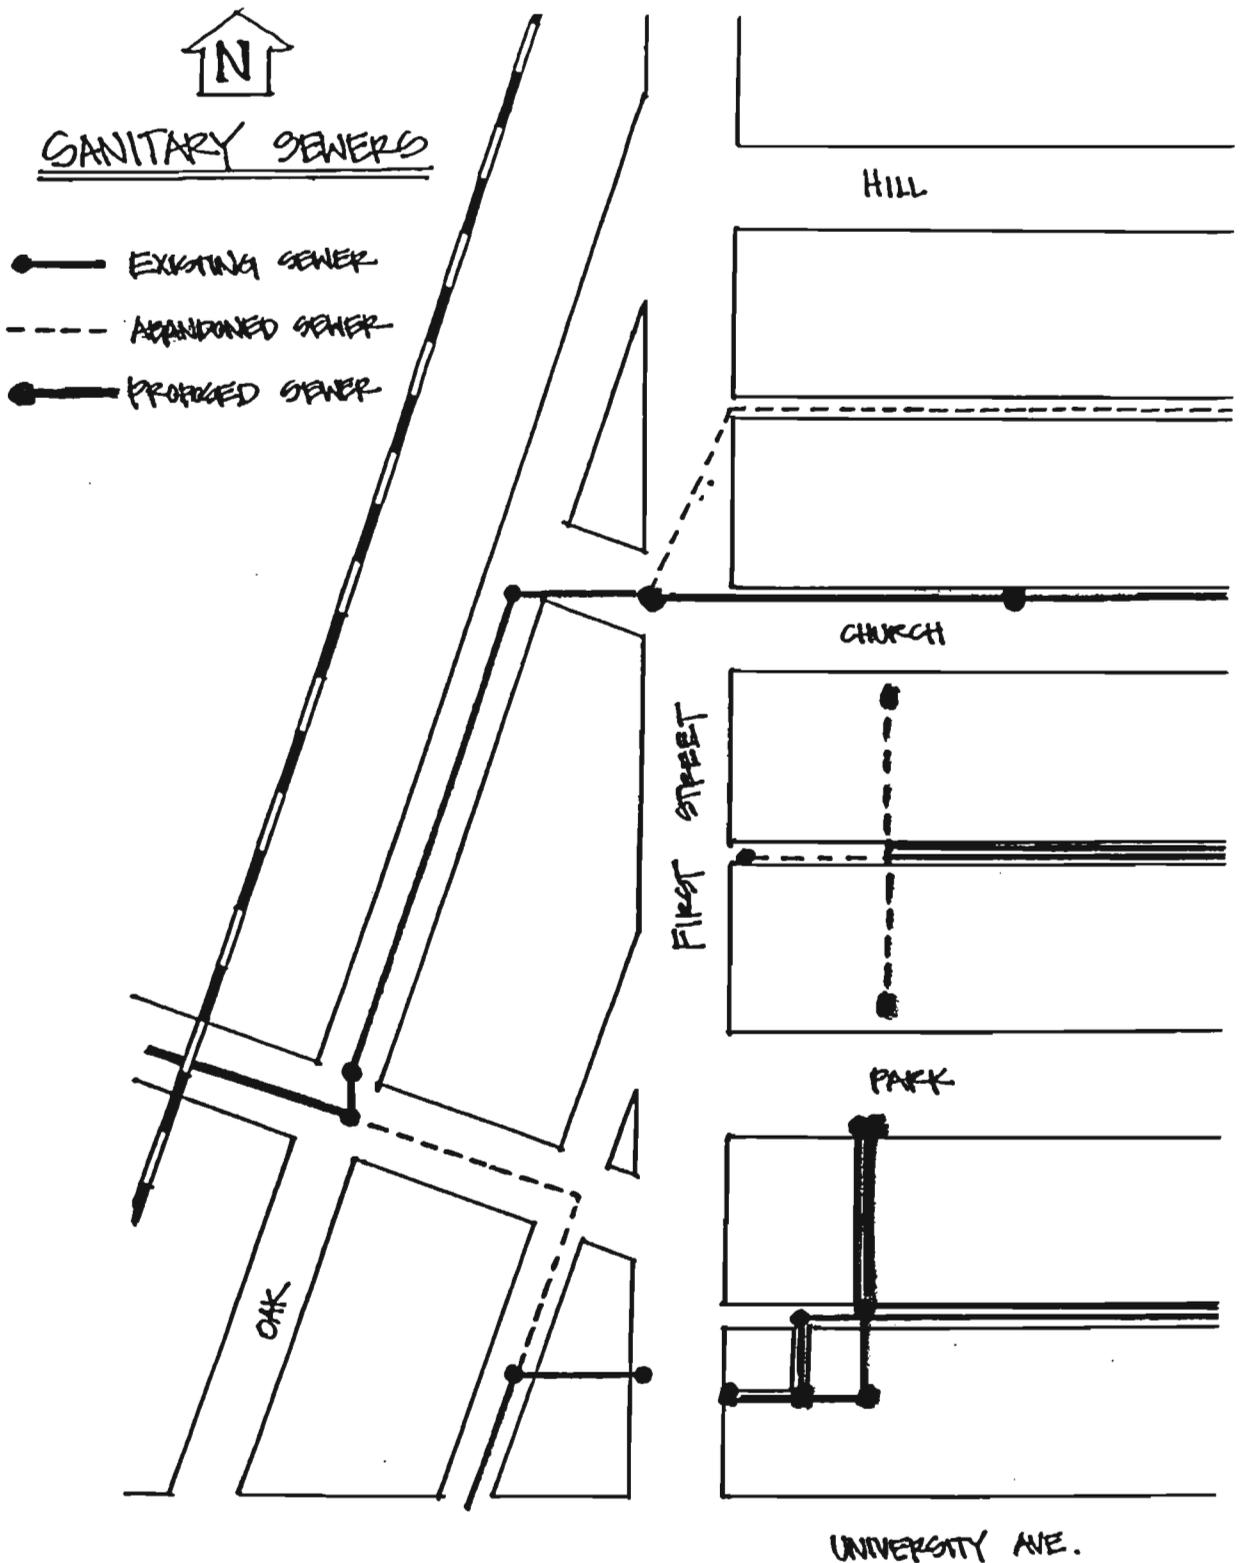 N
SANITARY SEWERS
EXISTING SEWER
ABANDONED SEWER
PROPOSED SEWER
HILL
CHURCH
FIRST STREET
PARK
OAK
UNIVERSITY AVE.